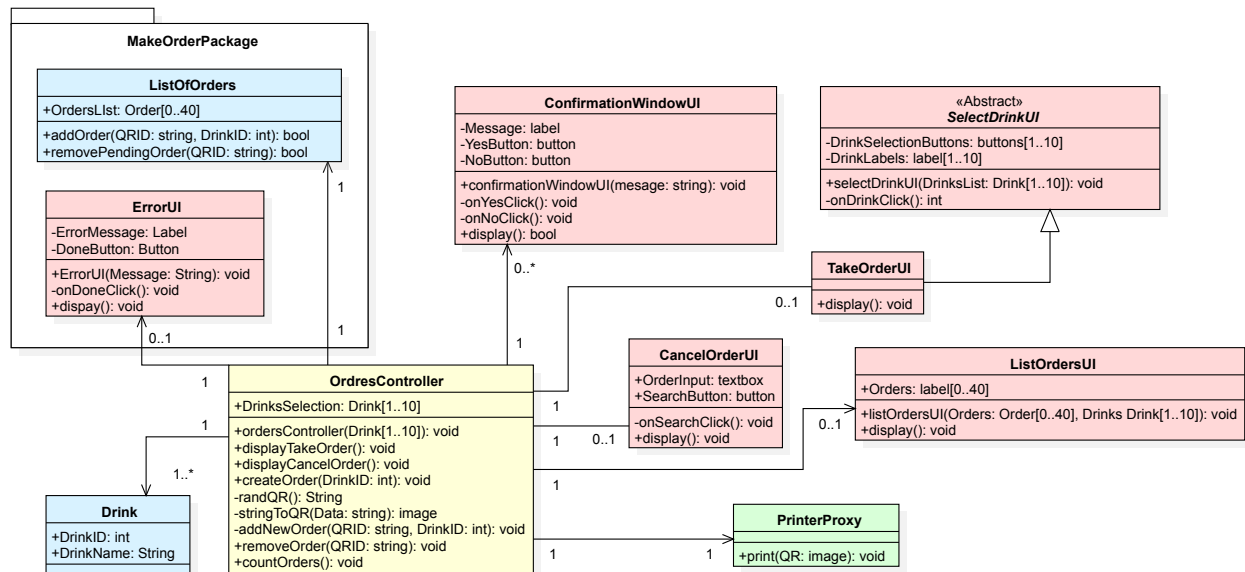 MakeOrderPackage
ListOfOrders
+OrdersLIst: Order[0..40]
+addOrder(QRID: string, DrinkID: int): bool
+removePendingOrder(QRID: string): bool
1
ErrorUI
-ErrorMessage: Label
-DoneButton: Button
+ErrorUI(Message: String): void
-onDoneClick(): void
+dispay(): void
0..1
1
1
ConfirmationWindowUI
-Message: label
-YesButton: button
-NoButton: button
+confirmationWindowUI(mesage: string): void
-onYesClick(): void
-onNoClick(): void
+display(): bool
0..*
1
«Abstract»
SelectDrinkUI
-DrinkSelectionButtons: buttons[1..10]
-DrinkLabels: label[1..10]
+selectDrinkUI(DrinksList: Drink[1..10]): void
-onDrinkClick(): int
TakeOrderUI
+display(): void
0..1
1
CancelOrderUI
+OrderInput: textbox
+SearchButton: button
-onSearchClick(): void
+display(): void
0..1
1
ListOrdersUI
+Orders: label[0..40]
+listOrdersUI(Orders: Order[0..40], Drinks Drink[1..10]): void
+display(): void
0..1
1
OrdresController
+DrinksSelection: Drink[1..10]
+ordersController(Drink[1..10]): void
+displayTakeOrder(): void
+displayCancelOrder(): void
+createOrder(DrinkID: int): void
-randQR(): String
-stringToQR(Data: string): image
-addNewOrder(QRID: string, DrinkID: int): void
+removeOrder(QRID: string): void
+countOrders(): void
1
1..*
Drink
+DrinkID: int
+DrinkName: String
1
1
PrinterProxy
+print(QR: image): void